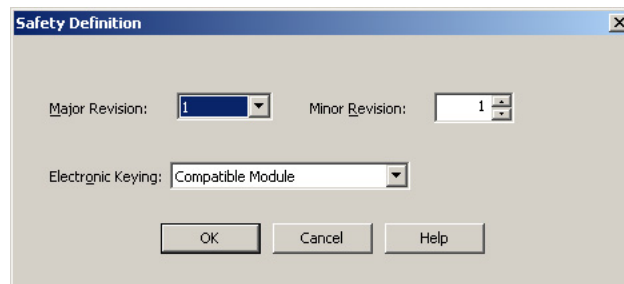 Safety Definition
Major Revision: 1 Minor Revision: 1
Electronic Keying: Compatible Module
OK Cancel Help